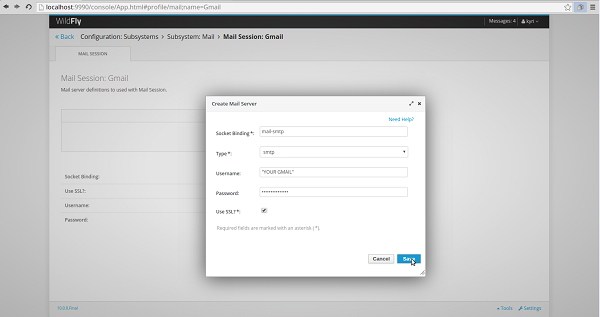 localhost:9990/console/App.html#profile/mail;name=Gmail
WildFly
Messages: 4 kyri
« Back Configuration: Subsystems > Subsystem: Mail > Mail Session: Gmail
MAIL SESSION
Mail Session: Gmail
Mail server definitions to used with Mail Session.
Create Mail Server
Need Help?
Socket Binding *: mail-smtp
Type *: smtp
Username: "YOUR GMAIL"
Password: •••••••••••••
Use SSL? *:
Required fields are marked with an asterisk ( * ).
Cancel Save
Socket Binding:
Use SSL?:
Username:
Password:
Tools Settings